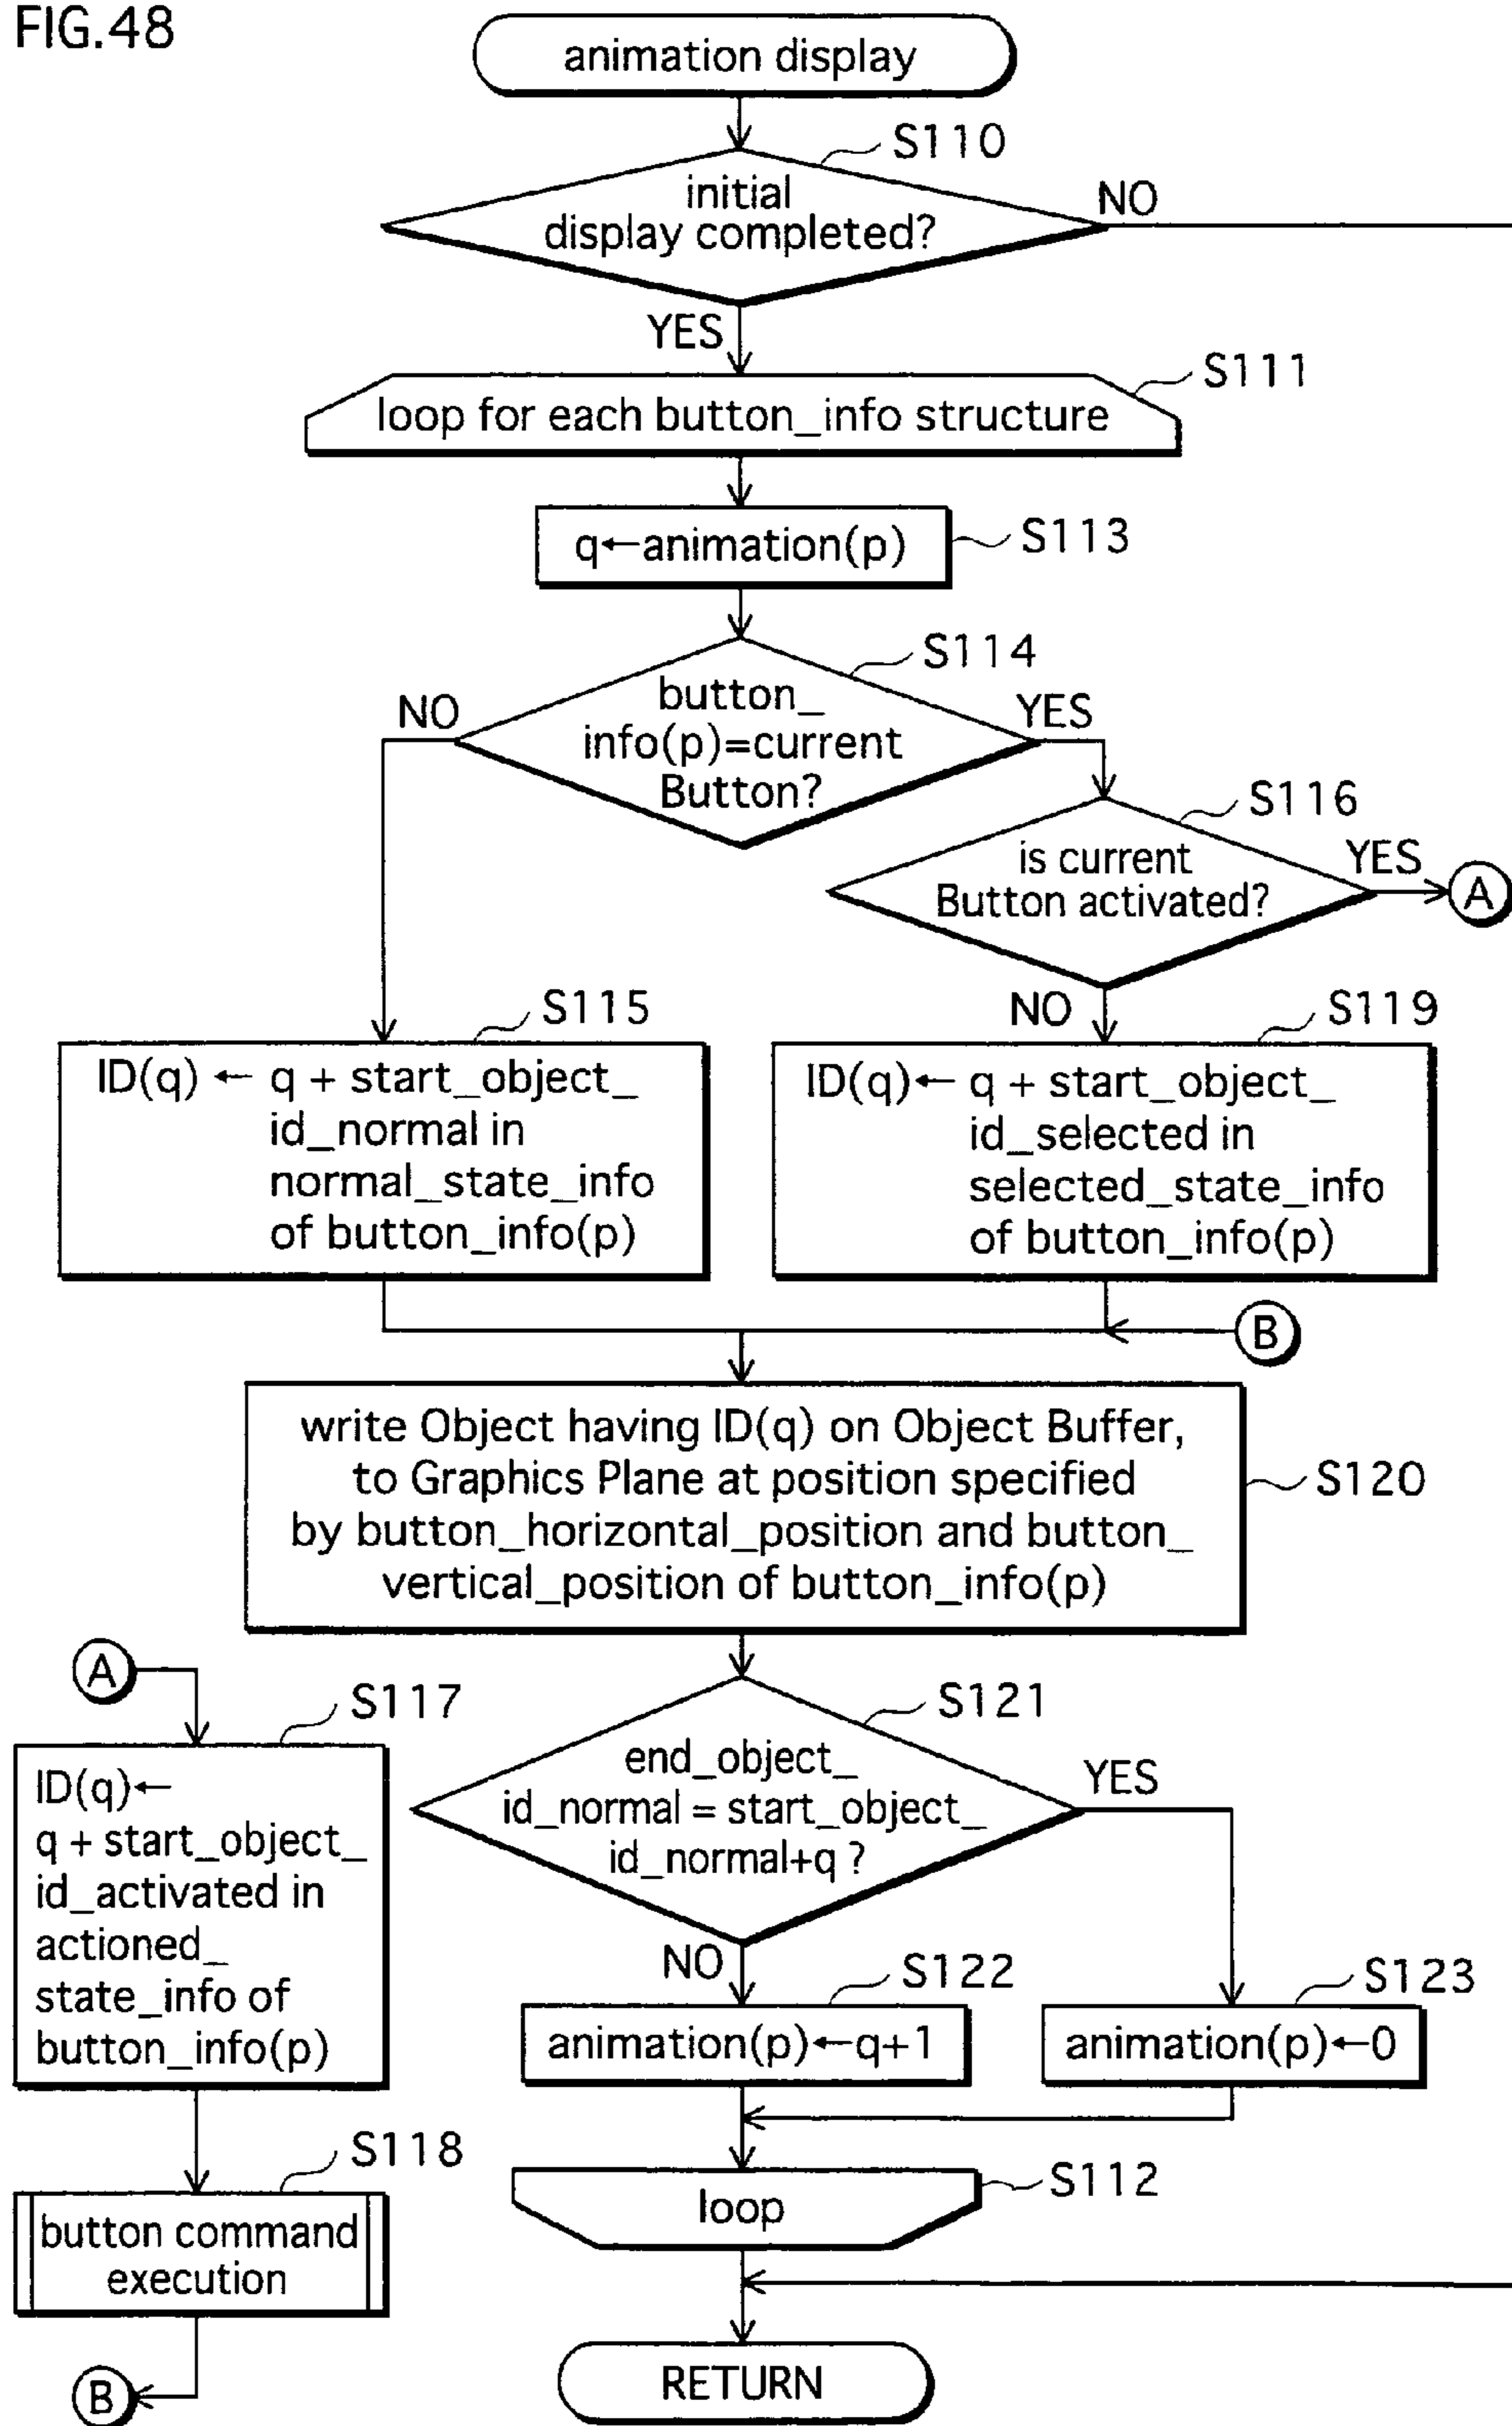 FIG.48
animation display
S110
initial
display completed?
NO
YES
S111
loop for each button_info structure
q←animation(p)
S113
S114
button_
info(p)=current
Button?
NO
YES
S116
is current
Button activated?
YES
A
NO
S115
ID(q) ← q + start_object_
id_normal in
normal_state_info
of button_info(p)
S119
ID(q)← q + start_object_
id_selected in
selected_state_info
of button_info(p)
B
write Object having ID(q) on Object Buffer,
to Graphics Plane at position specified
by button_horizontal_position and button_
vertical_position of button_info(p)
S120
A
S117
ID(q)←
q + start_object_
id_activated in
actioned_
state_info of
button_info(p)
S118
button command
execution
B
S121
end_object_
id_normal = start_object_
id_normal+q ?
YES
NO
S122
animation(p)←q+1
S123
animation(p)←0
S112
loop
RETURN